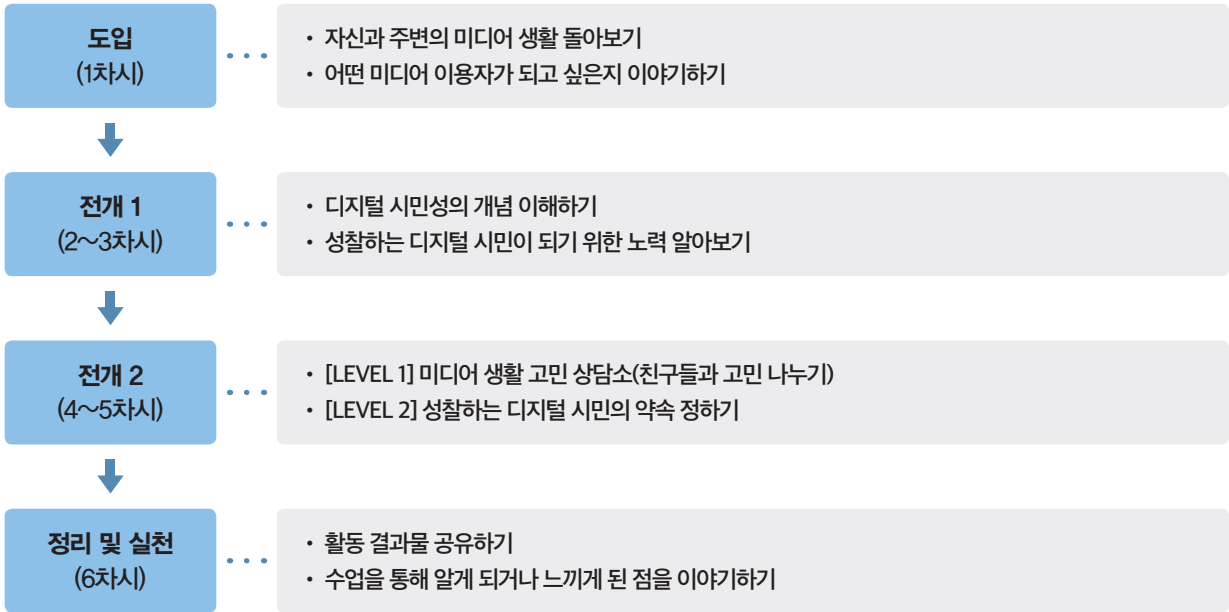 도입
(1차시)
• 자신과 주변의 미디어 생활 돌아보기
• 어떤 미디어 이용자가 되고 싶은지 이야기하기
전개 1
(2~3차시)
• 디지털 시민성의 개념 이해하기
• 성찰하는 디지털 시민이 되기 위한 노력 알아보기
전개 2
(4~5차시)
• [LEVEL 1] 미디어 생활 고민 상담소(친구들과 고민 나누기)
• [LEVEL 2] 성찰하는 디지털 시민의 약속 정하기
정리 및 실천
(6차시)
• 활동 결과물 공유하기
• 수업을 통해 알게 되거나 느끼게 된 점을 이야기하기